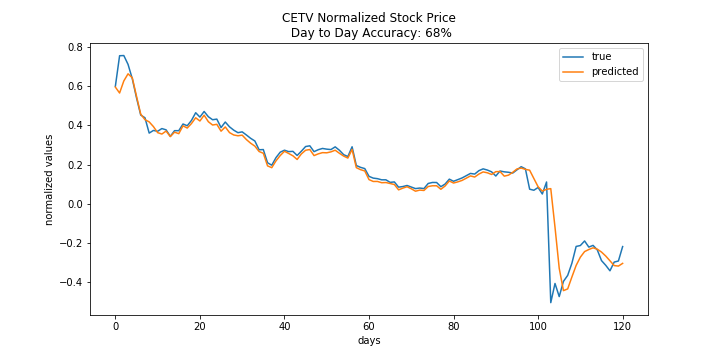 CETV Normalized Stock Price
Day to Day Accuracy: 68%
true
predicted
normalized values
0.8
0.6
0.4
0.2
0.0
−0.2
−0.4
0
20
40
60
80
100
120
days